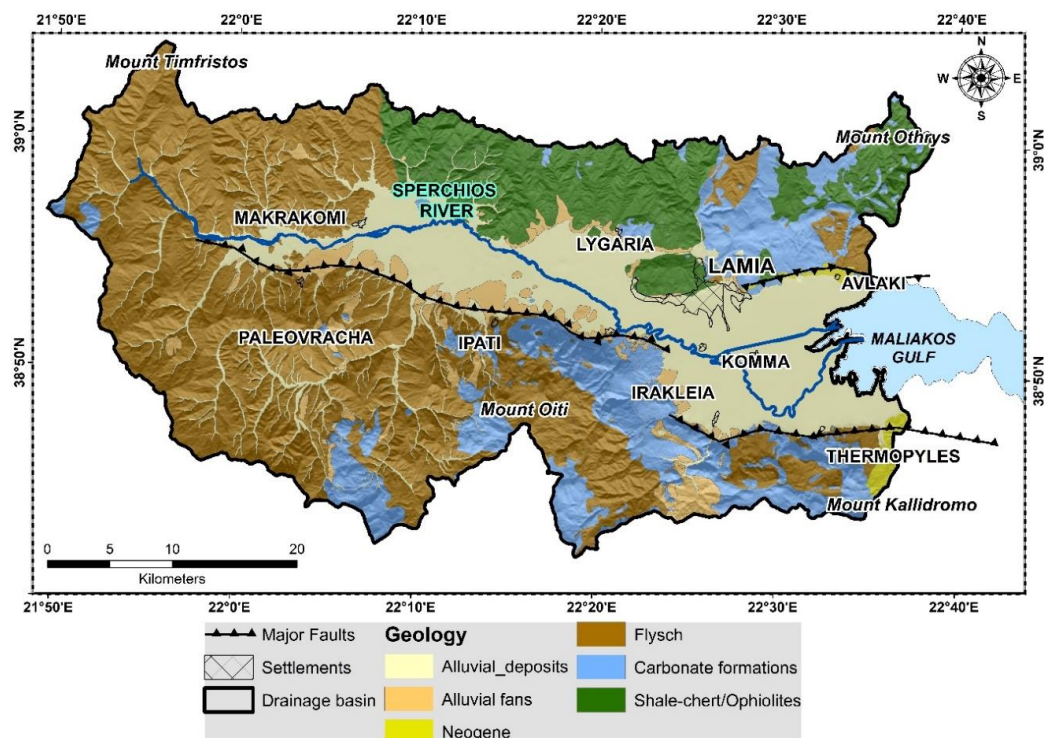 21°50'E 22°0'E 22°10'E 22°20'E 22°30'E 22°40'E
Mount Timfristos
N
W E
S
39°0'N
Mount Othrys
39°0'N
SPERCHIOS
RIVER
MAKRAKOMI
LYGARIA
LAMIA
AVLAKI
PALEOVRACHA
IPATI
MALIAKOS
GULF
KOMMA
38°50'N
38°50'N
IRAKLEIA
Mount Oiti
THERMOPYLES
Mount Kallidromo
0 5 10 20
Kilometers
21°50'E 22°0'E 22°10'E 22°20'E 22°30'E 22°40'E
Major Faults
Settlements
Drainage basin
Geology
Alluvial_deposits
Alluvial fans
Neogene
Flysch
Carbonate formations
Shale-chert/Ophiolites